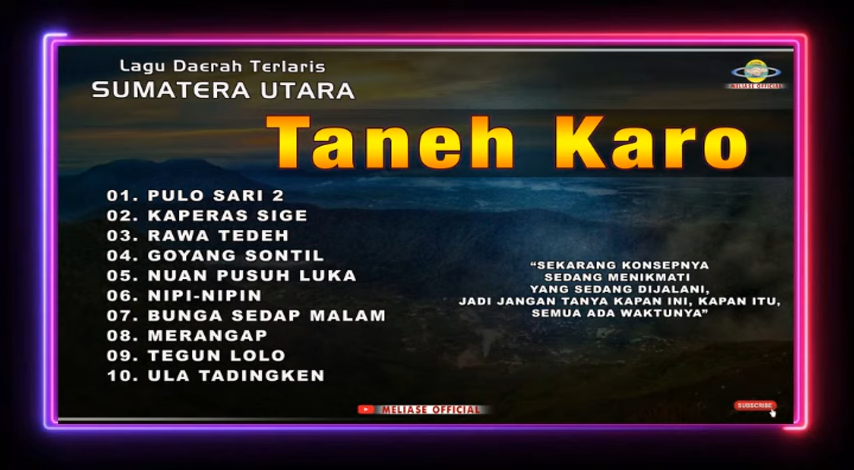 Lagu Daerah Terlaris
SUMATERA UTARA
MELIASE OFFICIAL
Taneh Karo
01. PULO SARI 2
02. KAPERAS SIGE
03. RAWA TEDEH
04. GOYANG SONTIL
05. NUAN PUSUH LUKA
06. NIPI-NIPIN
07. BUNGA SEDAP MALAM
08. MERANGAP
09. TEGUN LOLO
10. ULA TADINGKEN
“SEKARANG KONSEPNYA
SEDANG MENIKMATI
YANG SEDANG DIJALANI,
JADI JANGAN TANYA KAPAN INI, KAPAN ITU,
SEMUA ADA WAKTUNYA”
MELIASE OFFICIAL
SUBSCRIBE